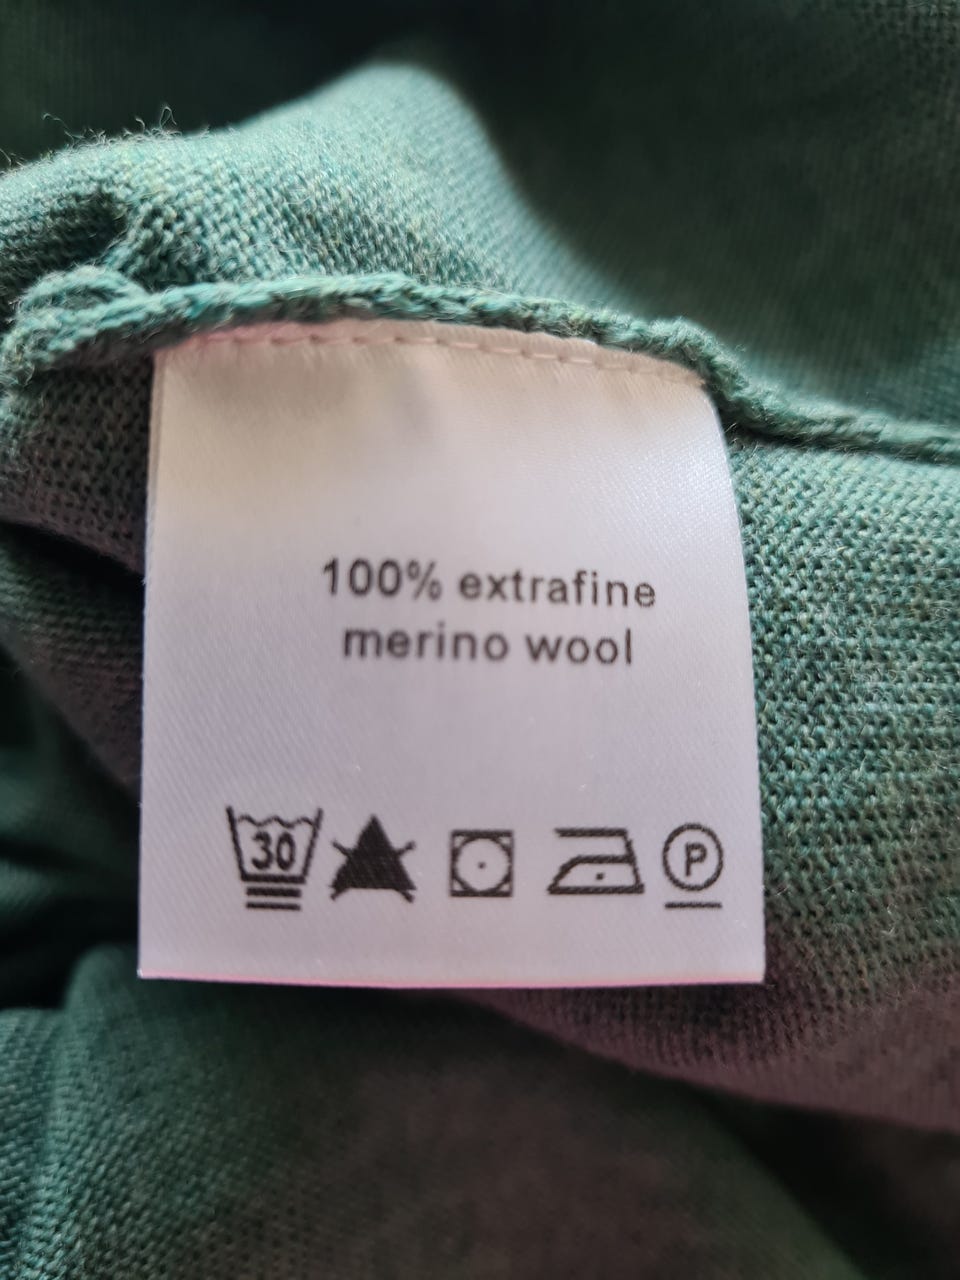 100% extrafine
merino wool
30 P